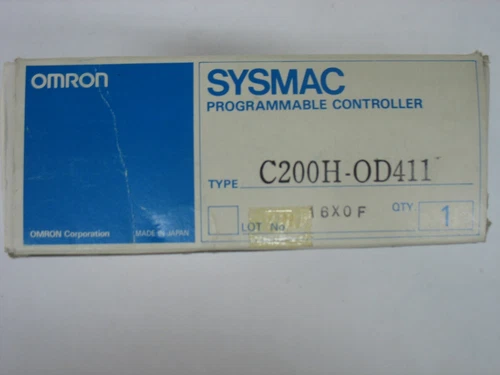 OMRON
SYSMAC
PROGRAMMABLE CONTROLLER
TYPE C200H-OD411
LOT No. 16X0F QTY 1
OMRON Corporation MADE IN JAPAN